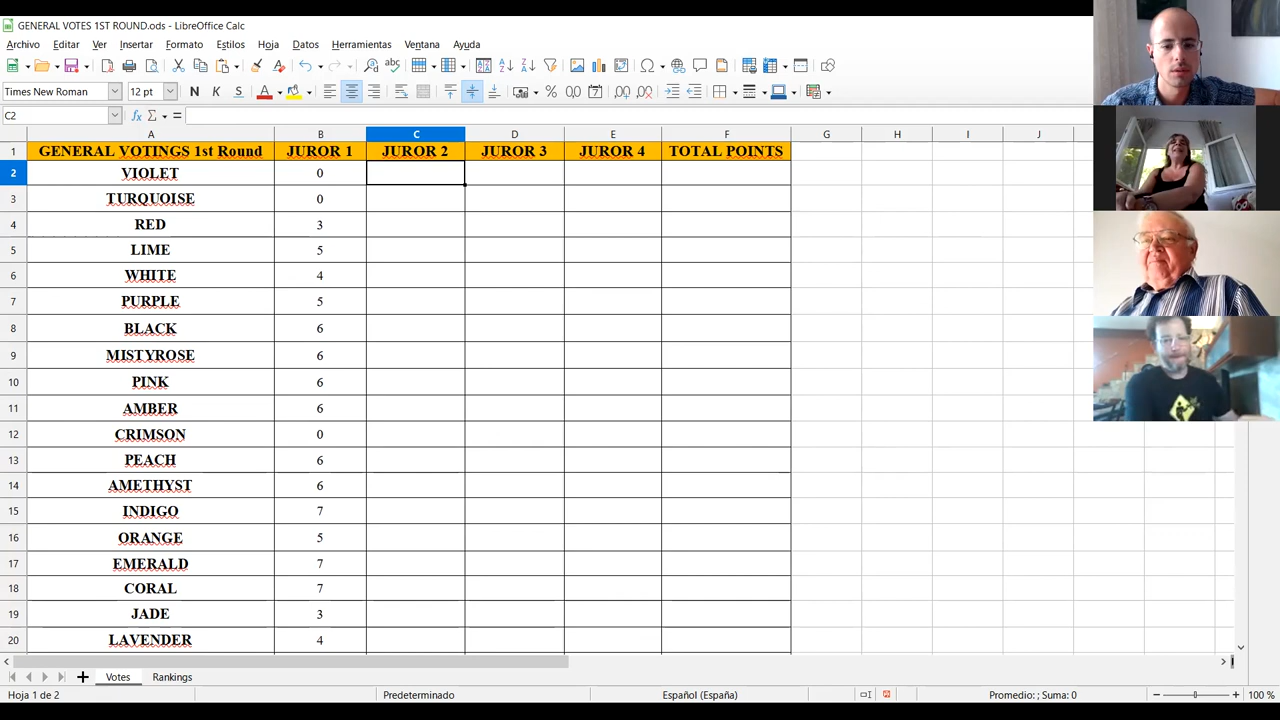 GENERAL VOTES 1ST ROUND.ods - LibreOffice Calc
Archivo Editar Ver Insertar Formato Estilos Hoja Datos Herramientas Ventana Ayuda
Times New Roman 12 pt N K S A
C2
A B C D E F G H I J
1 GENERAL VOTINGS 1st Round JUROR 1 JUROR 2 JUROR 3 JUROR 4 TOTAL POINTS
2 VIOLET 0
3 TURQUOISE 0
4 RED 3
5 LIME 5
6 WHITE 4
7 PURPLE 5
8 BLACK 6
9 MISTYROSE 6
10 PINK 6
11 AMBER 6
12 CRIMSON 0
13 PEACH 6
14 AMETHYST 6
15 INDIGO 7
16 ORANGE 5
17 EMERALD 7
18 CORAL 7
19 JADE 3
20 LAVENDER 4
Votes Rankings
Hoja 1 de 2 Predeterminado Español (España) Promedio: ; Suma: 0 100 %